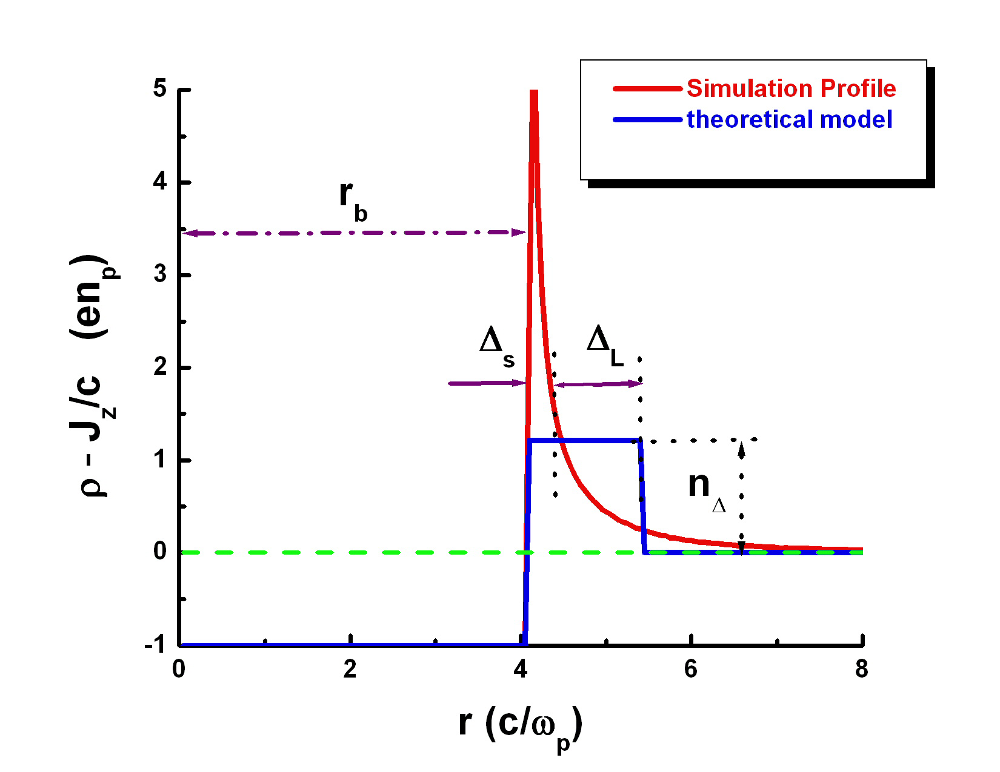 Simulation Profile
theoretical model
5
4
3
2
1
0
-1
ρ - J_z/c (en_p)
r_b
Δ_s
Δ_L
n_Δ
0 2 4 6 8
r (c/ω_p)